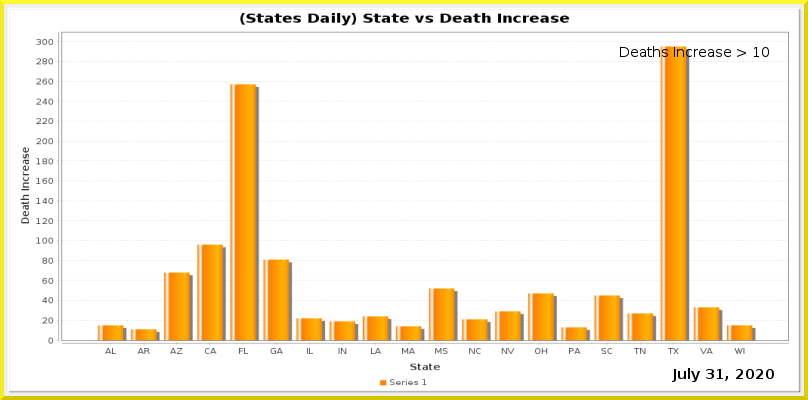 (States Daily) State vs Death Increase
Deaths Increase > 10
Death Increase
300
280
260
240
220
200
180
160
140
120
100
80
60
40
20
0
AL AR AZ CA FL GA IL IN LA MA MS NC NV OH PA SC TN TX VA WI
State
Series 1
July 31, 2020